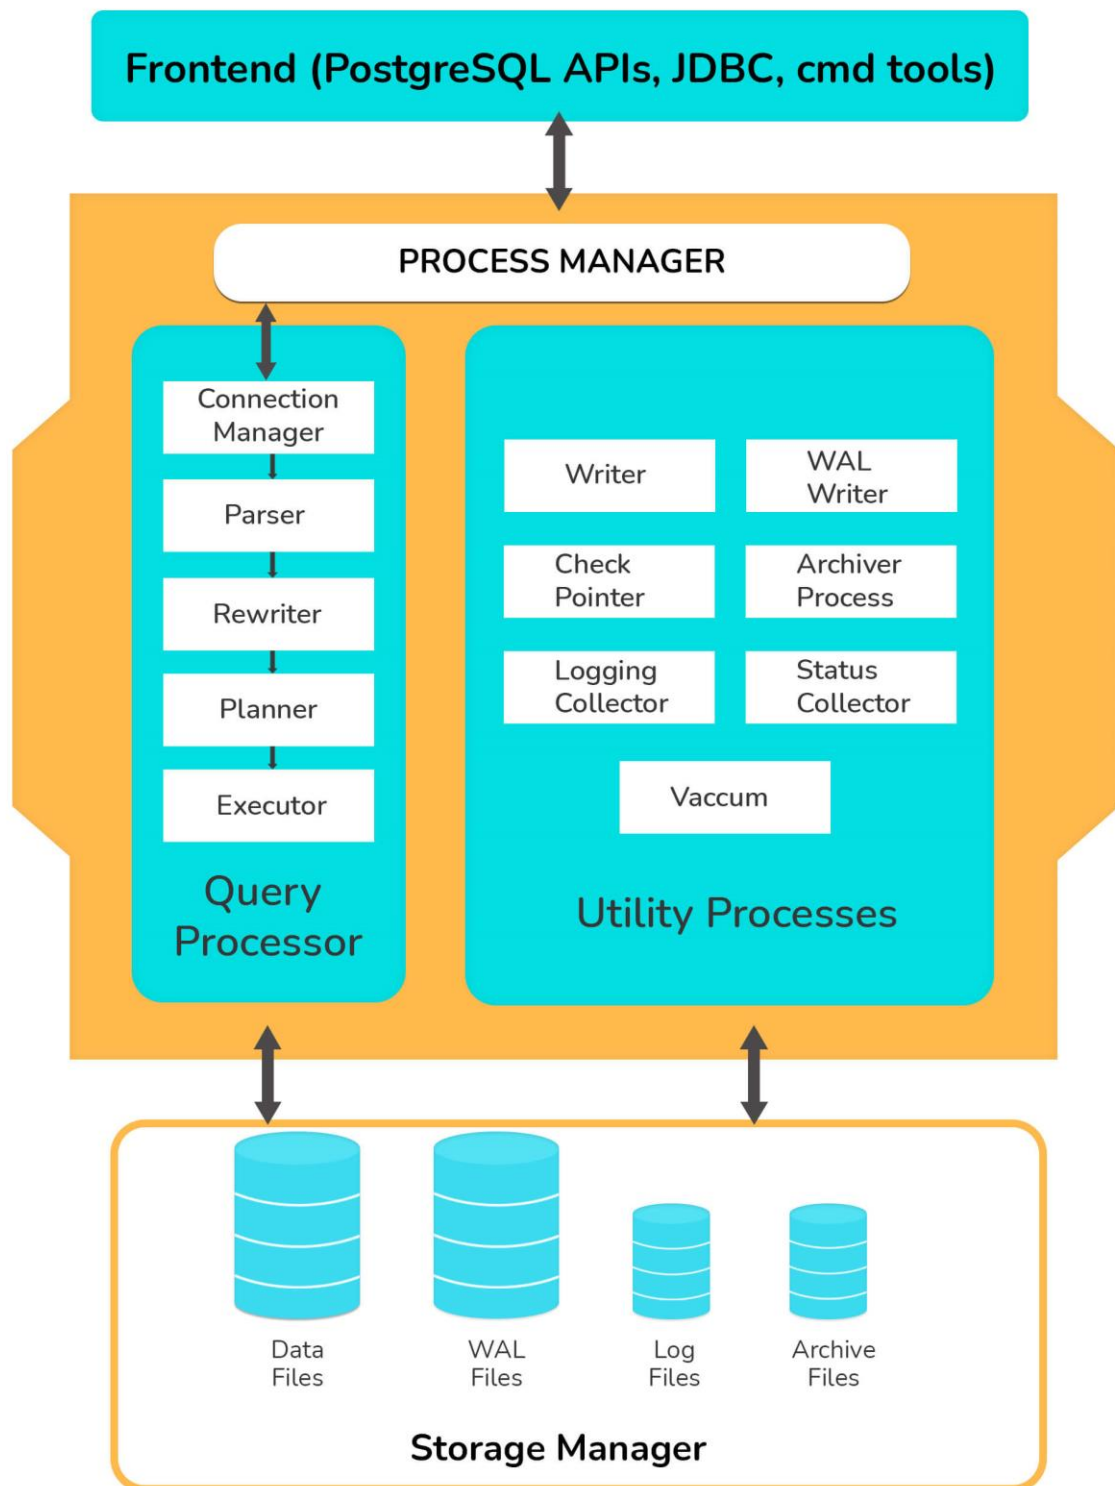 Frontend (PostgreSQL APIs, JDBC, cmd tools)
PROCESS MANAGER
Connection
Manager
Parser
Rewriter
Planner
Executor
Query
Processor
Writer
WAL
Writer
Check
Pointer
Archiver
Process
Logging
Collector
Status
Collector
Vaccum
Utility Processes
Data
Files
WAL
Files
Log
Files
Archive
Files
Storage Manager